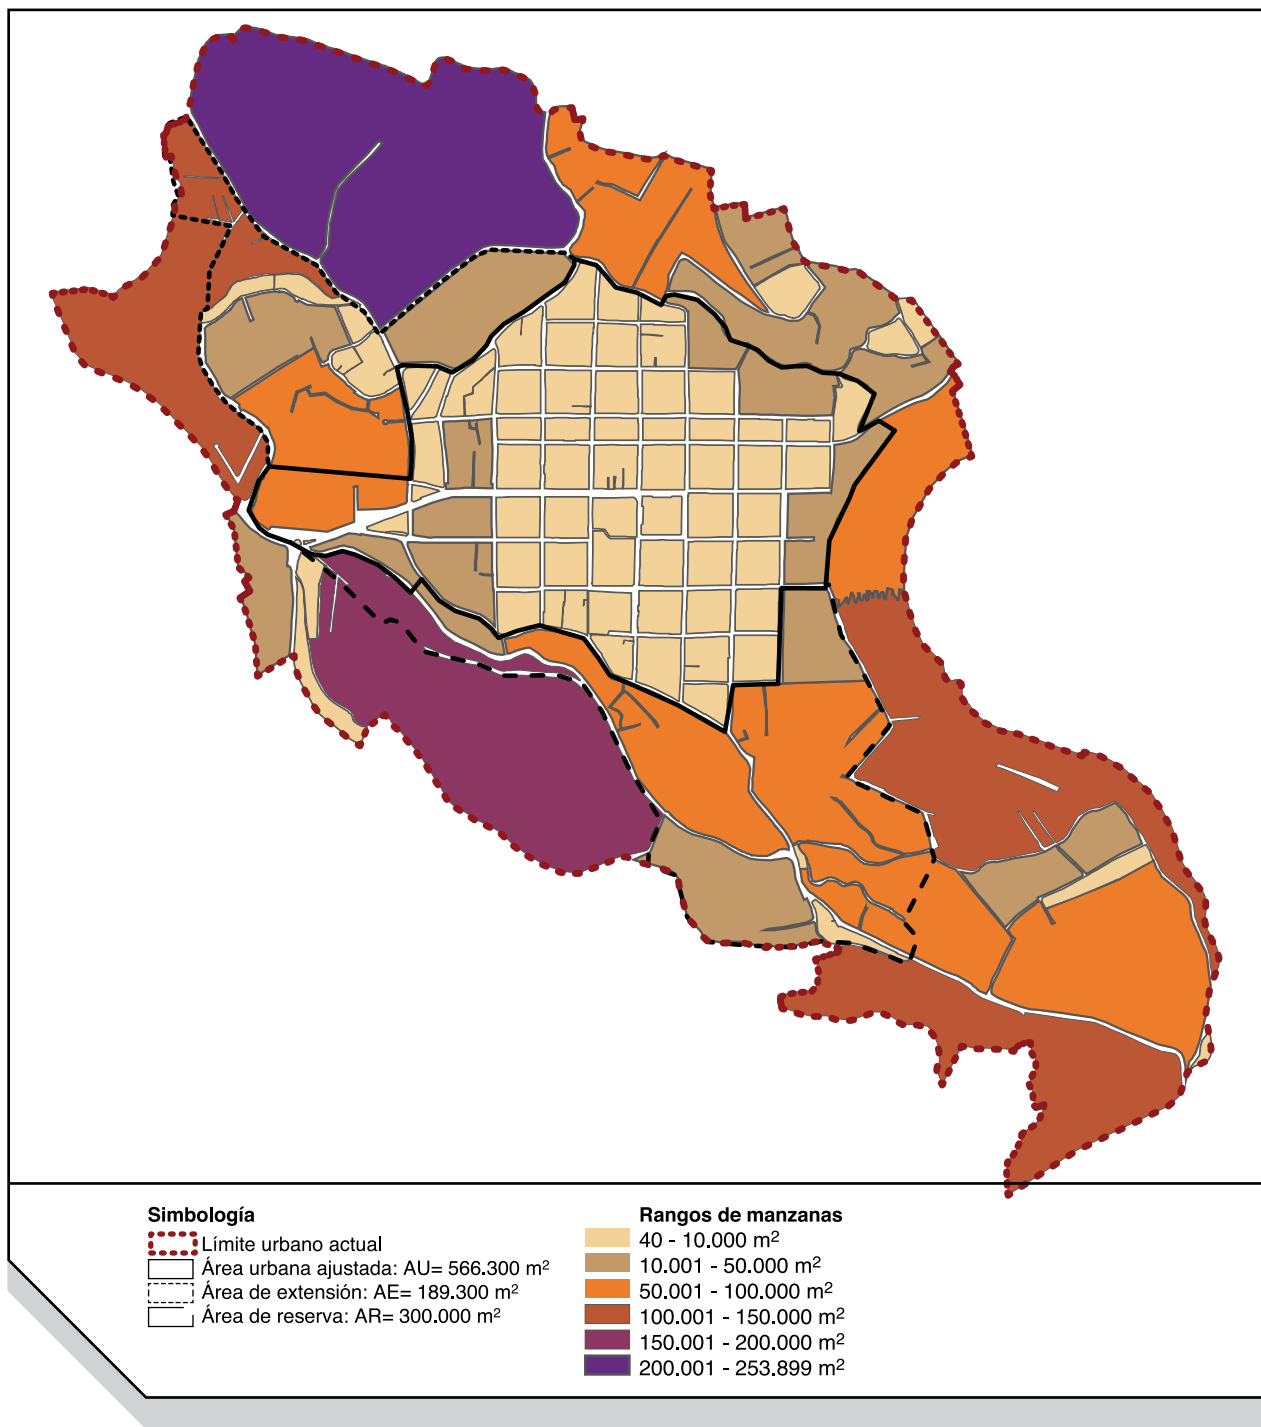 Simbología
Límite urbano actual
Área urbana ajustada: AU= 566.300 m²
Área de extensión: AE= 189.300 m²
Área de reserva: AR= 300.000 m²
Rangos de manzanas
40 - 10.000 m²
10.001 - 50.000 m²
50.001 - 100.000 m²
100.001 - 150.000 m²
150.001 - 200.000 m²
200.001 - 253.899 m²